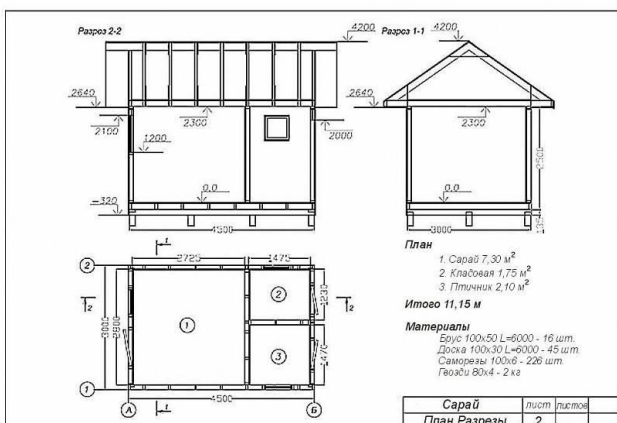 Разрез 2-2
4200
Разрез 1-1
4200
2640
2640
2100
2300
2000
2300
1200
2500
0,0
0,0
-320
135
4500
3000
План
1. Сарай 7,30 м²
2. Кладовая 1,75 м²
3. Птичник 2,10 м²
Итого 11,15 м
Материалы
Брус 100х50 L=6000 - 16 шт.
Доска 100х30 L=6000 - 45 шт.
Саморезы 100х6 - 226 шт.
Гвозди 80х4 - 2 кг
1
2725
1470
2
2
1230
2
2
3000
2800
1
3
1470
1
4500
А
1
Б
Сарай
лист
листов
План Разрезы
2